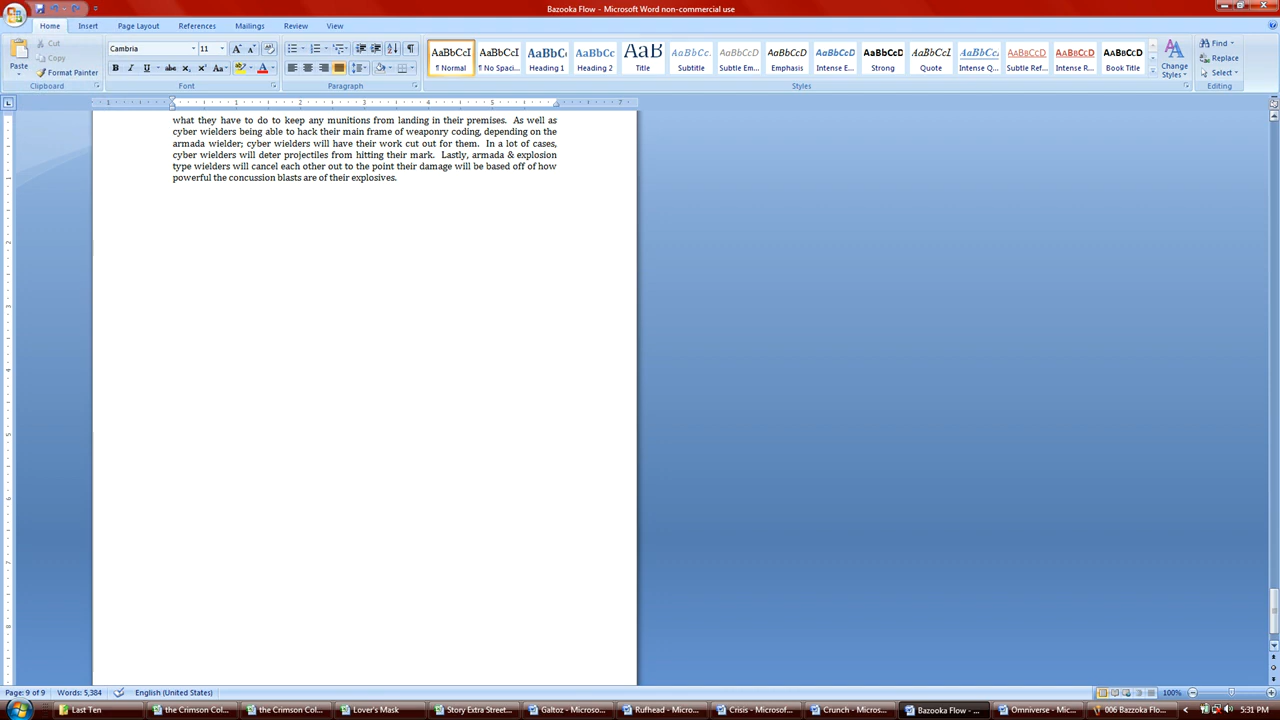 Bazooka Flow - Microsoft Word non-commercial use
Home Insert Page Layout References Mailings Review View
Paste
Cut
Copy
Format Painter
Clipboard
Cambria 11
Font
Paragraph
AaBbCcI AaBbCcI AaBbC AaBbCc AaB AaBbCcI AaBbCcD AaBbCcD AaBbCcD AaBbCcD AaBbCcD AaBbCc AaBbCcD AaBbCcD AaBbCcD
¶ Normal ¶ No Spaci... Heading 1 Heading 2 Title Subtitle Subtle Em... Emphasis Intense E... Strong Quote Intense Q... Subtle Ref... Intense R... Book Title
Change Styles
Styles
Find
Replace
Select
Editing
what they have to do to keep any munitions from landing in their premises. As well as
cyber wielders being able to hack their main frame of weaponry coding, depending on the
armada wielder; cyber wielders will have their work cut out for them. In a lot of cases,
cyber wielders will deter projectiles from hitting their mark. Lastly, armada & explosion
type wielders will cancel each other out to the point their damage will be based off of how
powerful the concussion blasts are of their explosives.
Page: 9 of 9 Words: 5,384 English (United States) 100%
Last Ten the Crimson Col... the Crimson Col... Lover's Mask Story Extra Street... Galtoz - Microso... Rufhead - Micro... Crisis - Microsof... Crunch - Micros... Bazooka Flow - ... Omniverse - Mic... 006 Bazzoka Flo... 5:31 PM